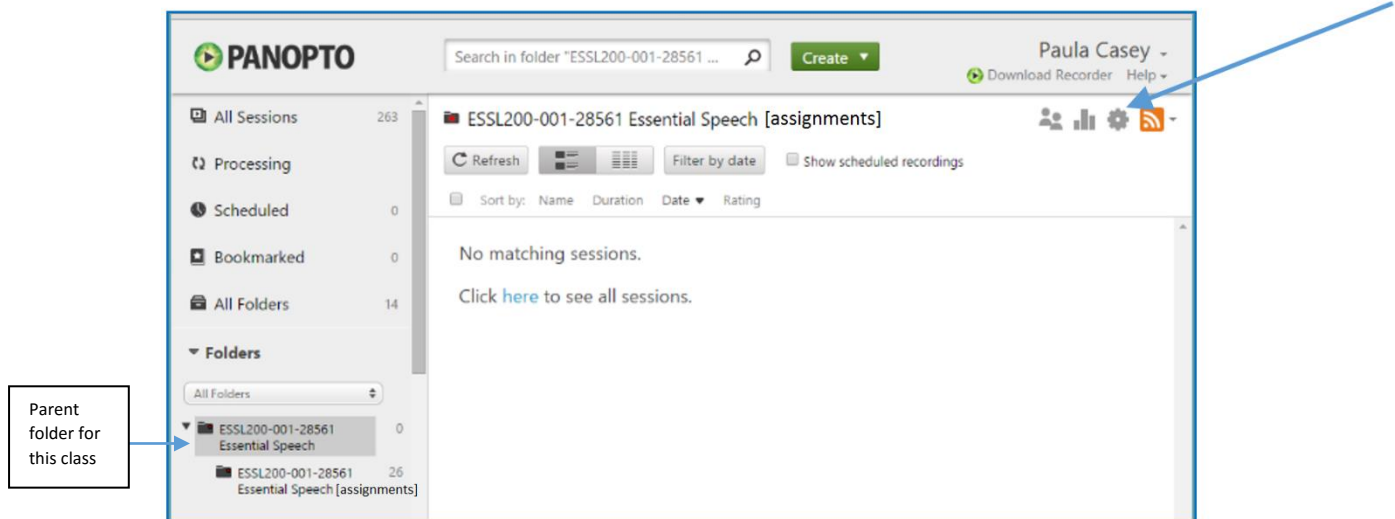 PANOPTO
Search in folder "ESSL200-001-28561 ...
Create
Paula Casey
Download Recorder Help
All Sessions 263
Processing
Scheduled 0
Bookmarked 0
All Folders 14
Folders
All Folders
ESSL200-001-28561 0
Essential Speech
ESSL200-001-28561 26
Essential Speech [assignments]
Parent
folder for
this class
ESSL200-001-28561 Essential Speech [assignments]
Refresh Filter by date Show scheduled recordings
Sort by: Name Duration Date Rating
No matching sessions.
Click here to see all sessions.